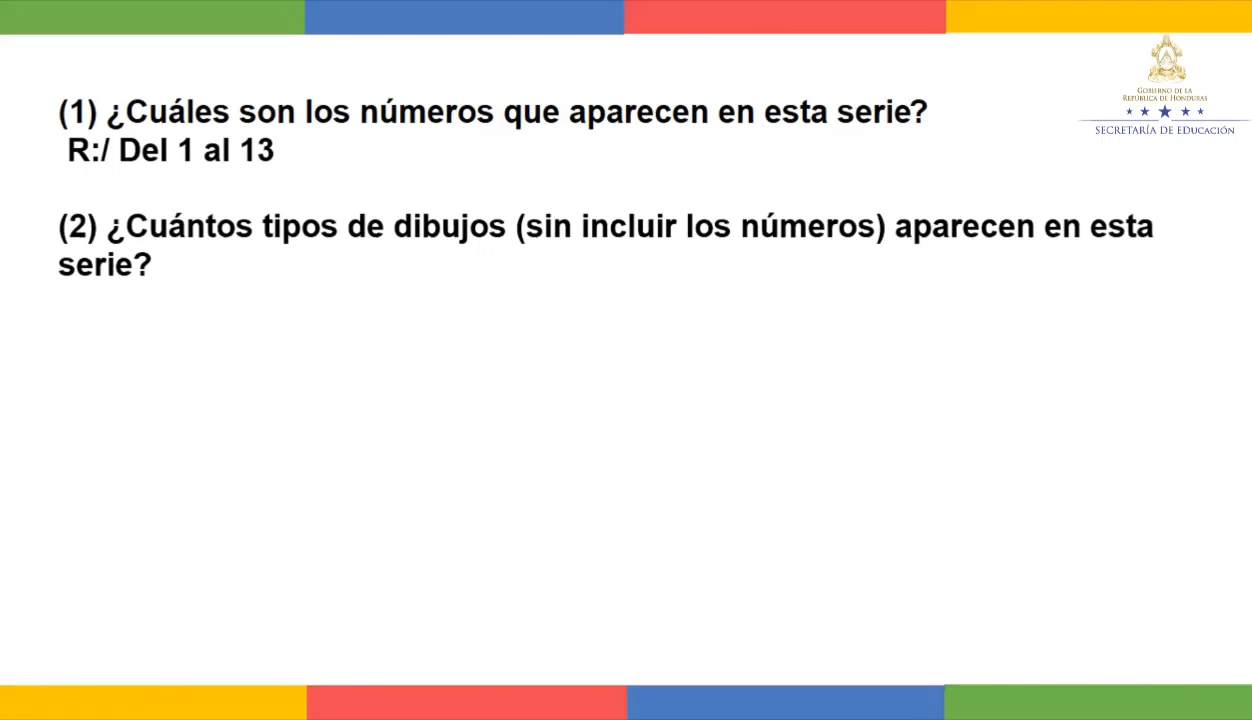 GOBIERNO DE LA
REPÚBLICA DE HONDURAS
SECRETARÍA DE EDUCACIÓN
(1) ¿Cuáles son los números que aparecen en esta serie?
R:/ Del 1 al 13
(2) ¿Cuántos tipos de dibujos (sin incluir los números) aparecen en esta
serie?